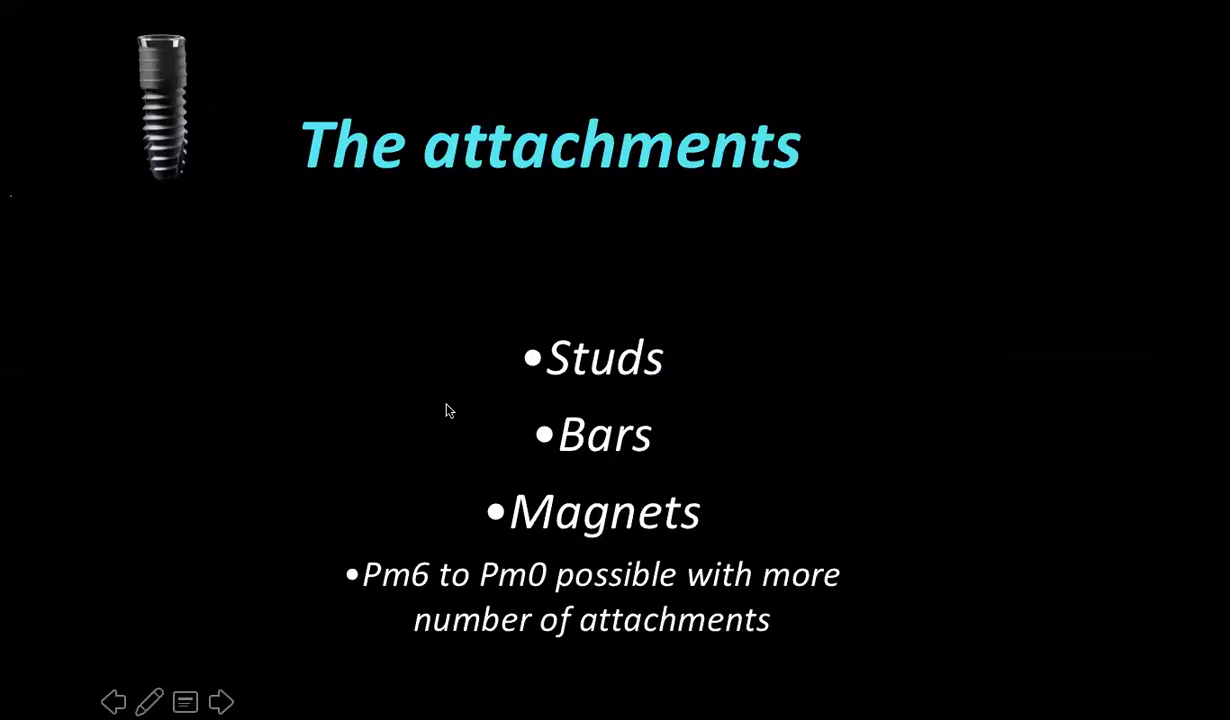 The attachments
•Studs
•Bars
•Magnets
•Pm6 to Pm0 possible with more
number of attachments